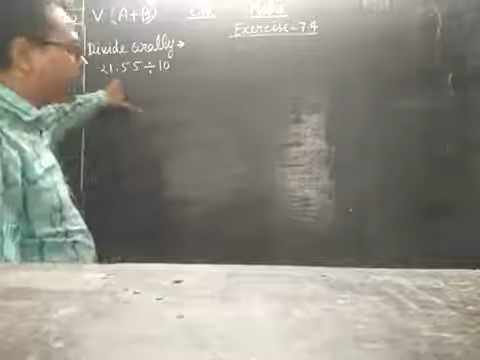 V (A+B) C.W. Maths
Exercise-7.4
Divide orally →
21.55÷10